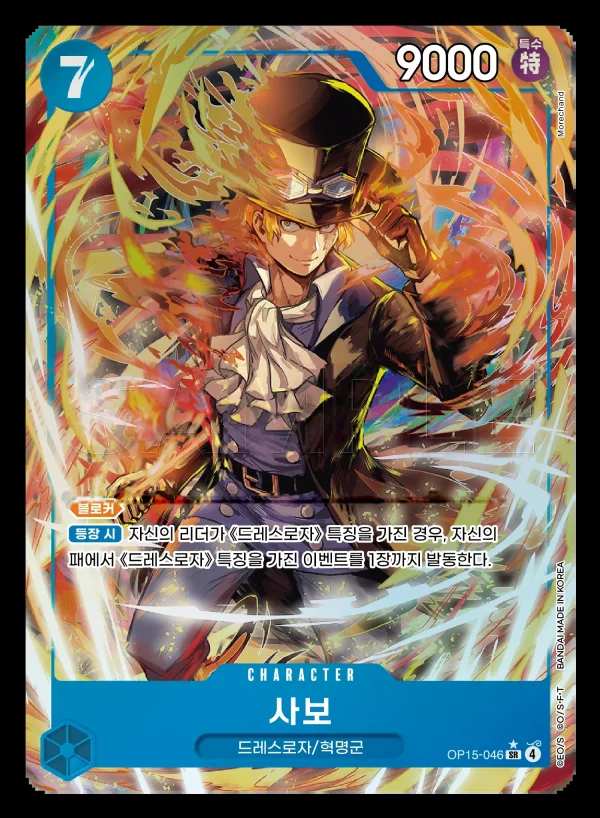 7
9000
특수
特
Morechand
SAMPLE
블로커
등장 시 자신의 리더가 《드레스로자》 특징을 가진 경우, 자신의
패에서 《드레스로자》 특징을 가진 이벤트를 1장까지 발동한다.
CHARACTER
사보
드레스로자/혁명군
OP15-046 SR 4
©EO/S ©O/S·F·T BANDAI MADE IN KOREA